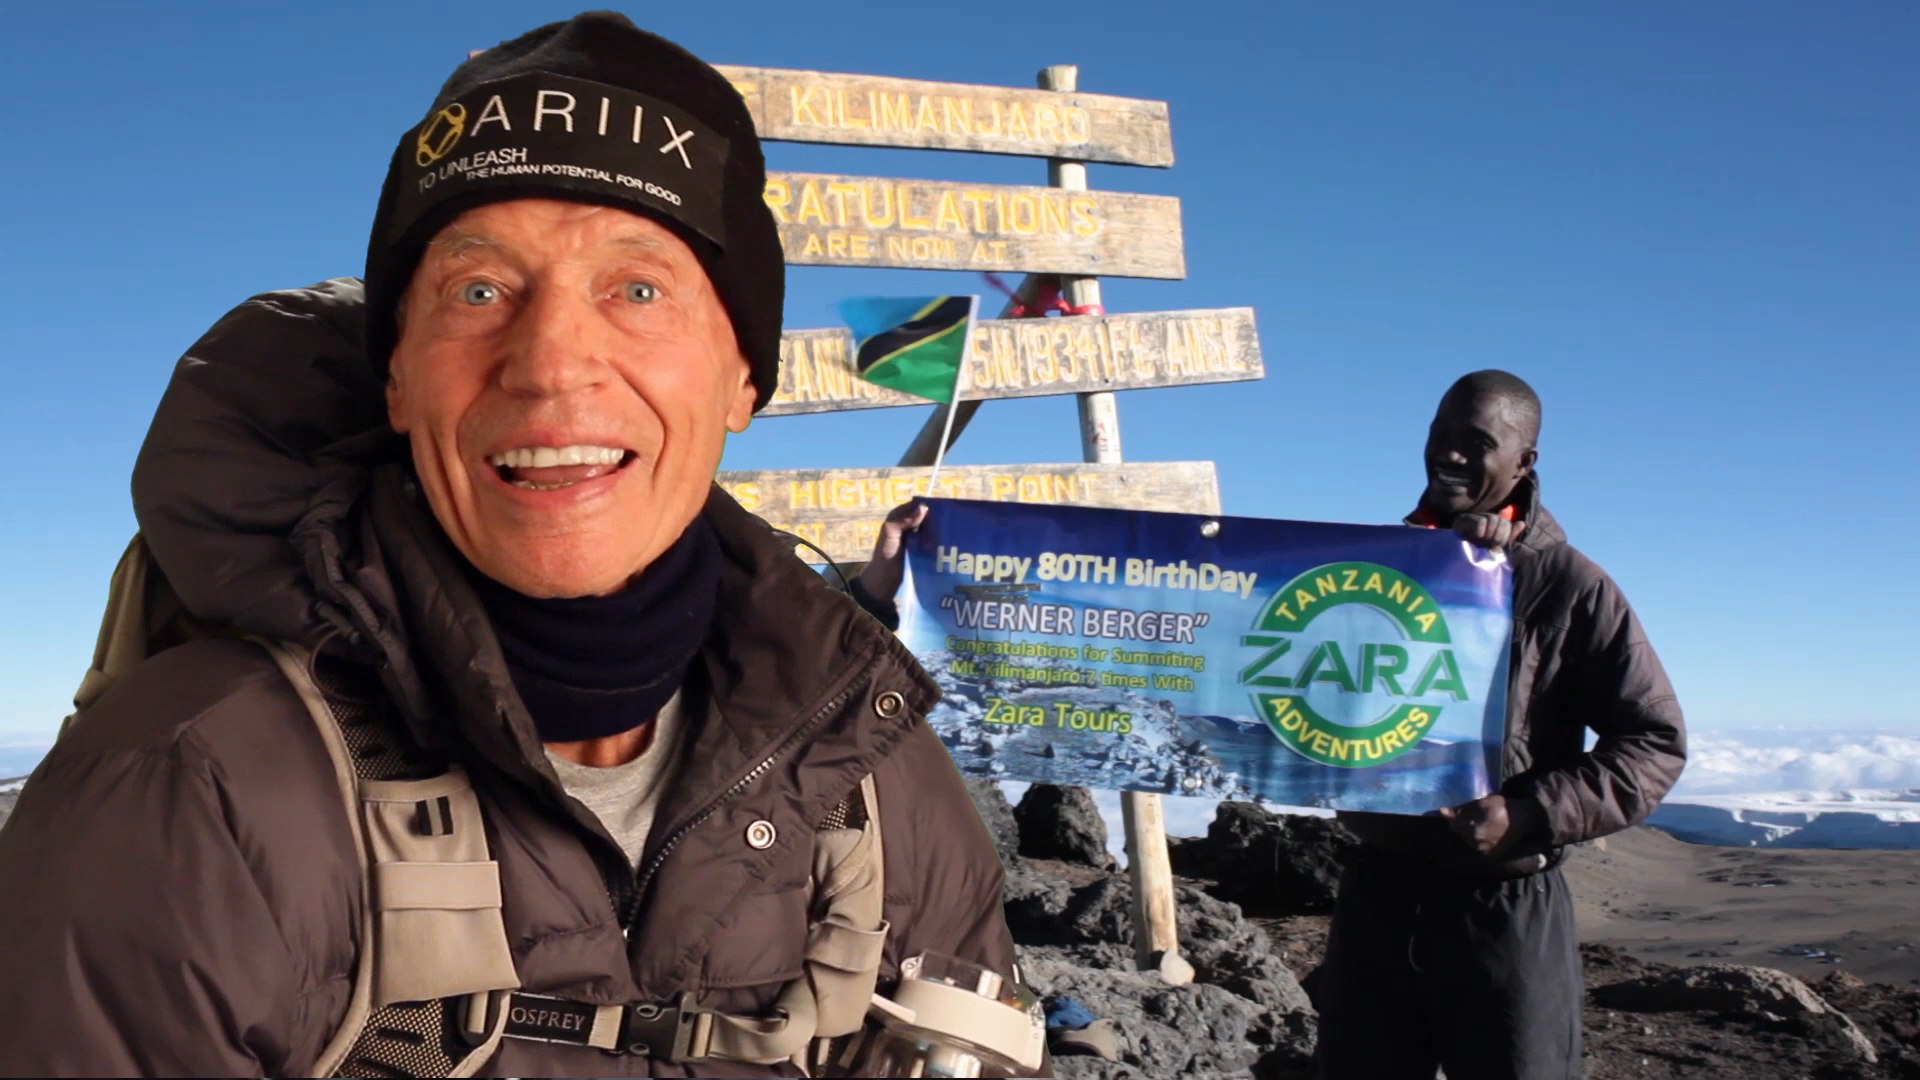 ARIIX
TO UNLEASH
THE HUMAN POTENTIAL FOR GOOD
KILIMANJARO
RATULATIONS
ARE NOW AT
5M/19341Ft AMSL
HIGHEST POINT
Happy 80TH BirthDay
"WERNER BERGER"
Congratulations for Summiting
Mt. Kilimanjaro 7 times With
Zara Tours
TANZANIA
ZARA
ADVENTURES
OSPREY